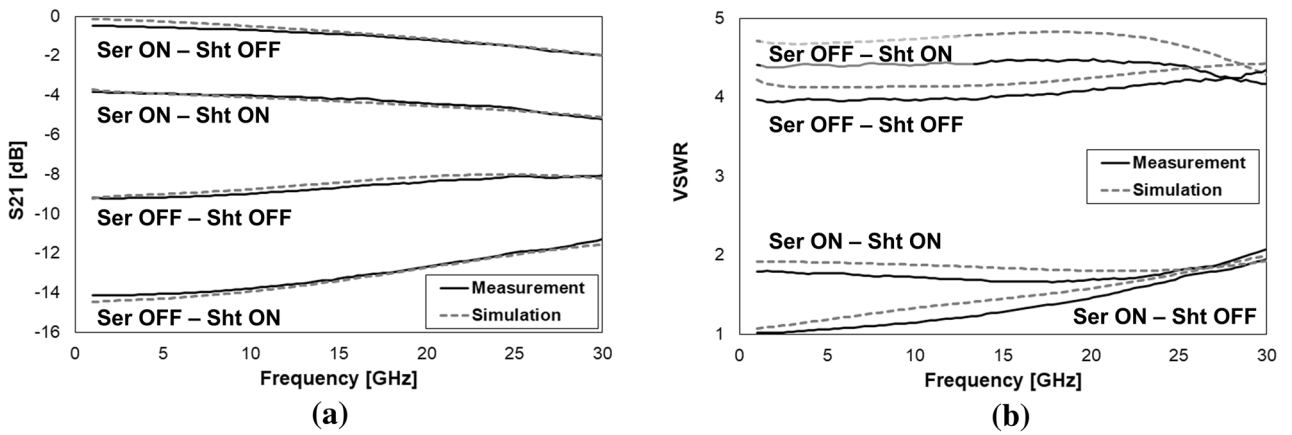 0
-2
-4
-6
-8
-10
-12
-14
-16
S21 [dB]
Ser ON – Sht OFF
Ser ON – Sht ON
Ser OFF – Sht OFF
Ser OFF – Sht ON
Measurement
Simulation
0 5 10 15 20 25 30
Frequency [GHz]
(a)
5
4
3
2
1
VSWR
Ser OFF – Sht ON
Ser OFF – Sht OFF
Measurement
Simulation
Ser ON – Sht ON
Ser ON – Sht OFF
0 5 10 15 20 25 30
Frequency [GHz]
(b)